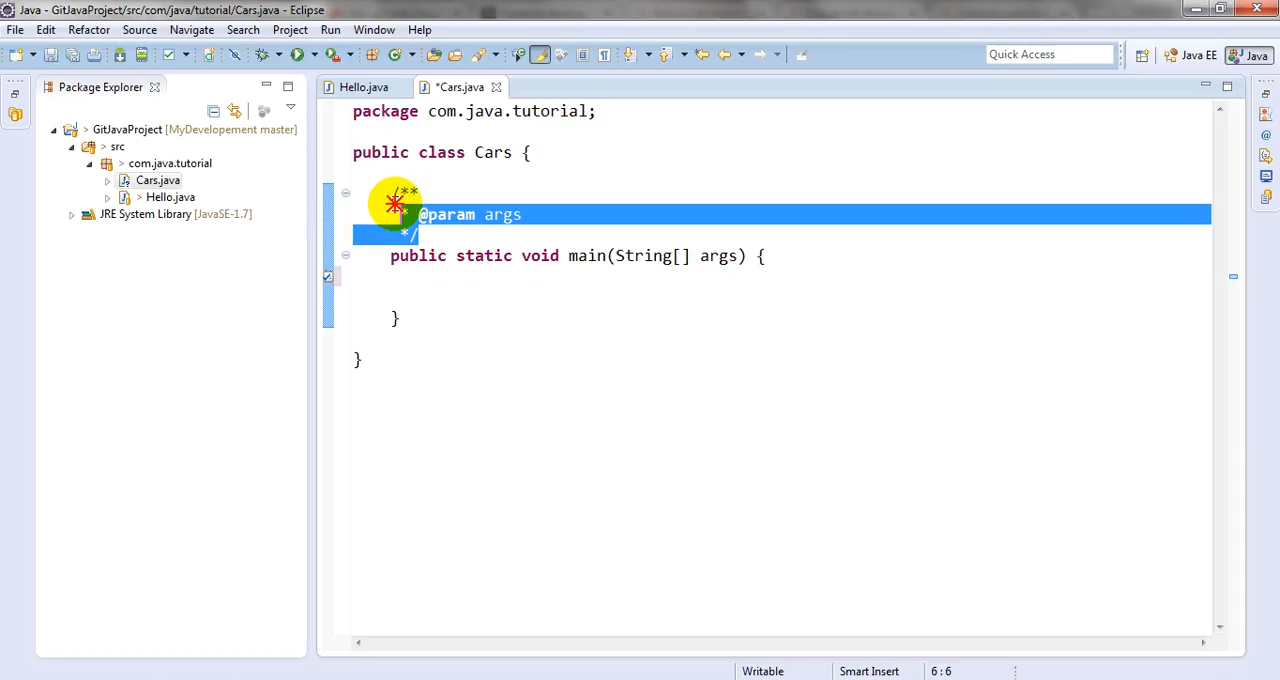 Java - GitJavaProject/src/com/java/tutorial/Cars.java - Eclipse
File Edit Refactor Source Navigate Search Project Run Window Help
Quick Access Java EE Java
Package Explorer
GitJavaProject [MyDevelopement master]
src
com.java.tutorial
Cars.java
Hello.java
JRE System Library [JavaSE-1.7]
Hello.java *Cars.java
package com.java.tutorial;
public class Cars {
/**
* @param args
*/
public static void main(String[] args) {
}
}
Writable Smart Insert 6 : 6